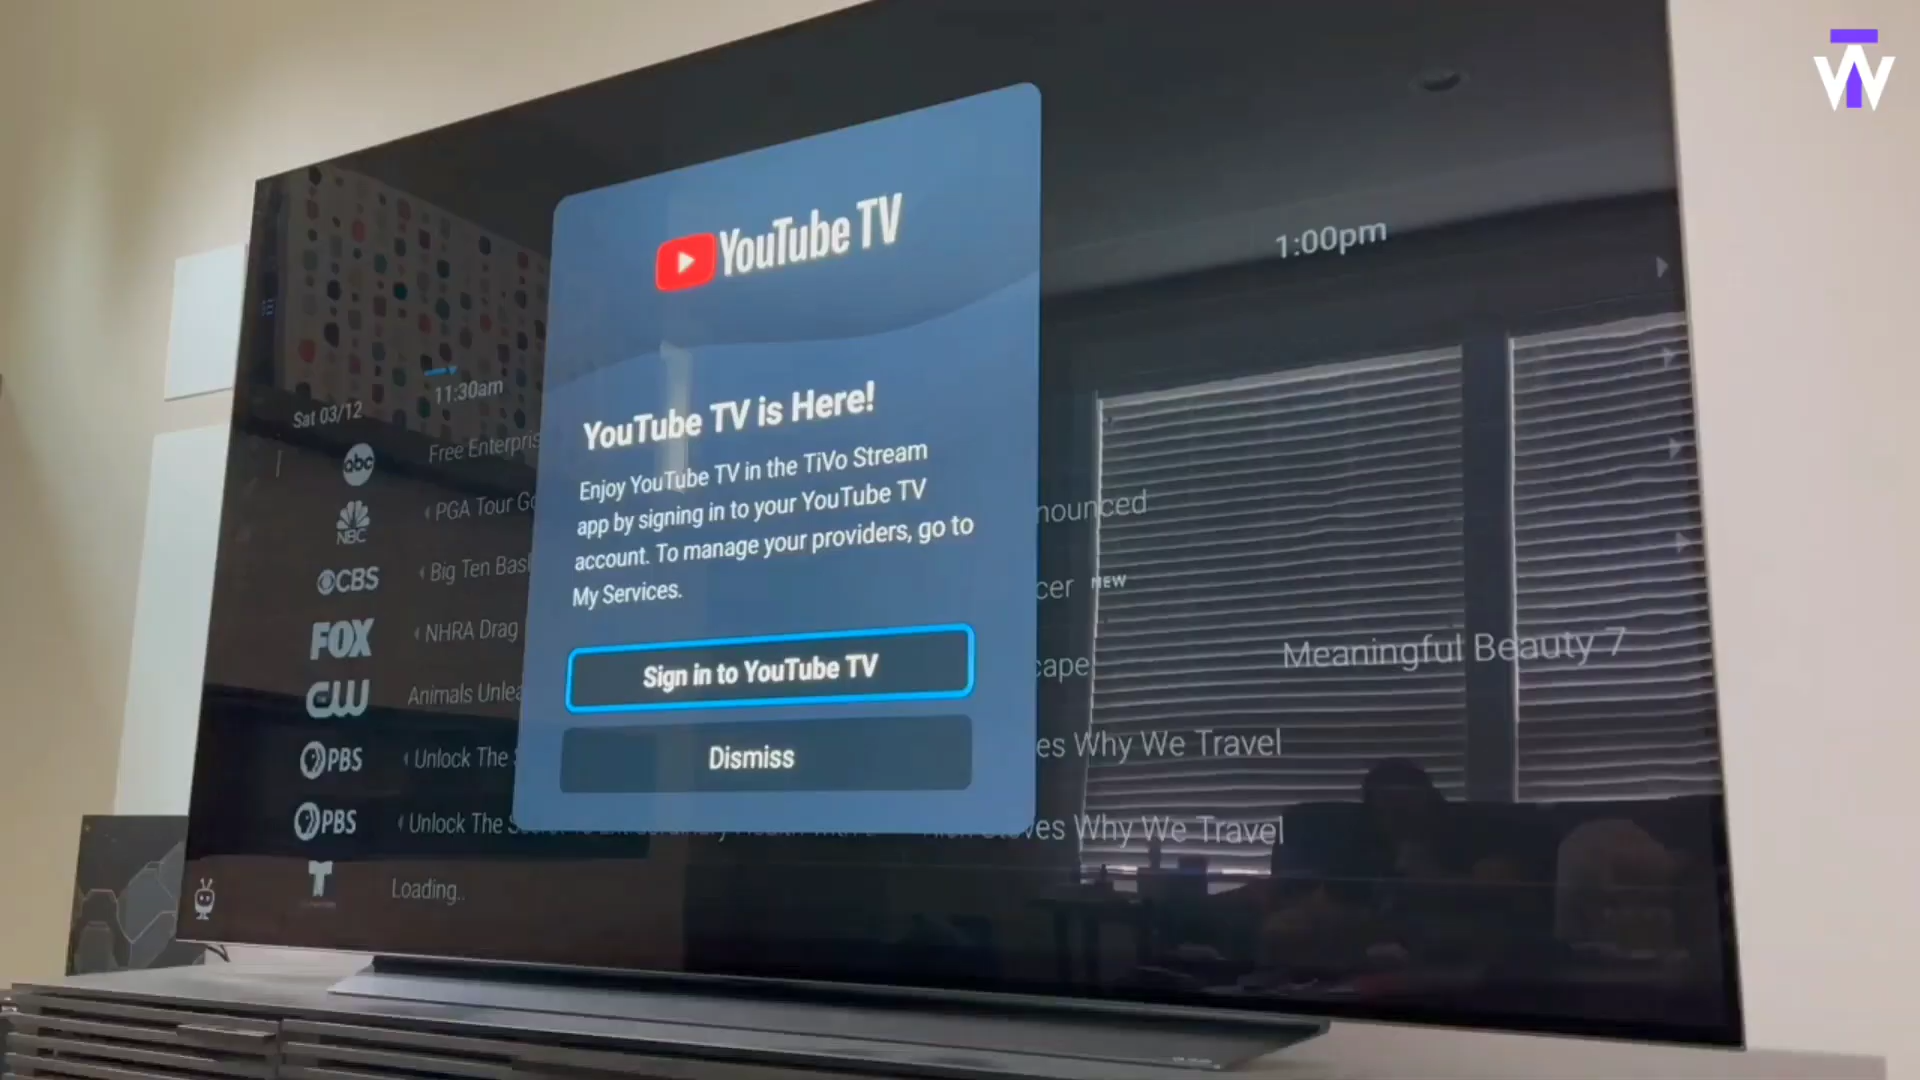 YouTube TV
1:00pm
11:30am
Sat 03/12
YouTube TV is Here!
Enjoy YouTube TV in the TiVo Stream
app by signing in to your YouTube TV
account. To manage your providers, go to
My Services.
Sign in to YouTube TV
Dismiss
abc
Free Enterpris
NBC
PGA Tour Go
nounced
CBS
Big Ten Bask
cer NEW
FOX
NHRA Drag
cape
Meaningful Beauty 7
CW
Animals Unlea
PBS
Unlock The S
es Why We Travel
PBS
Unlock The
ves Why We Travel
T
Loading..